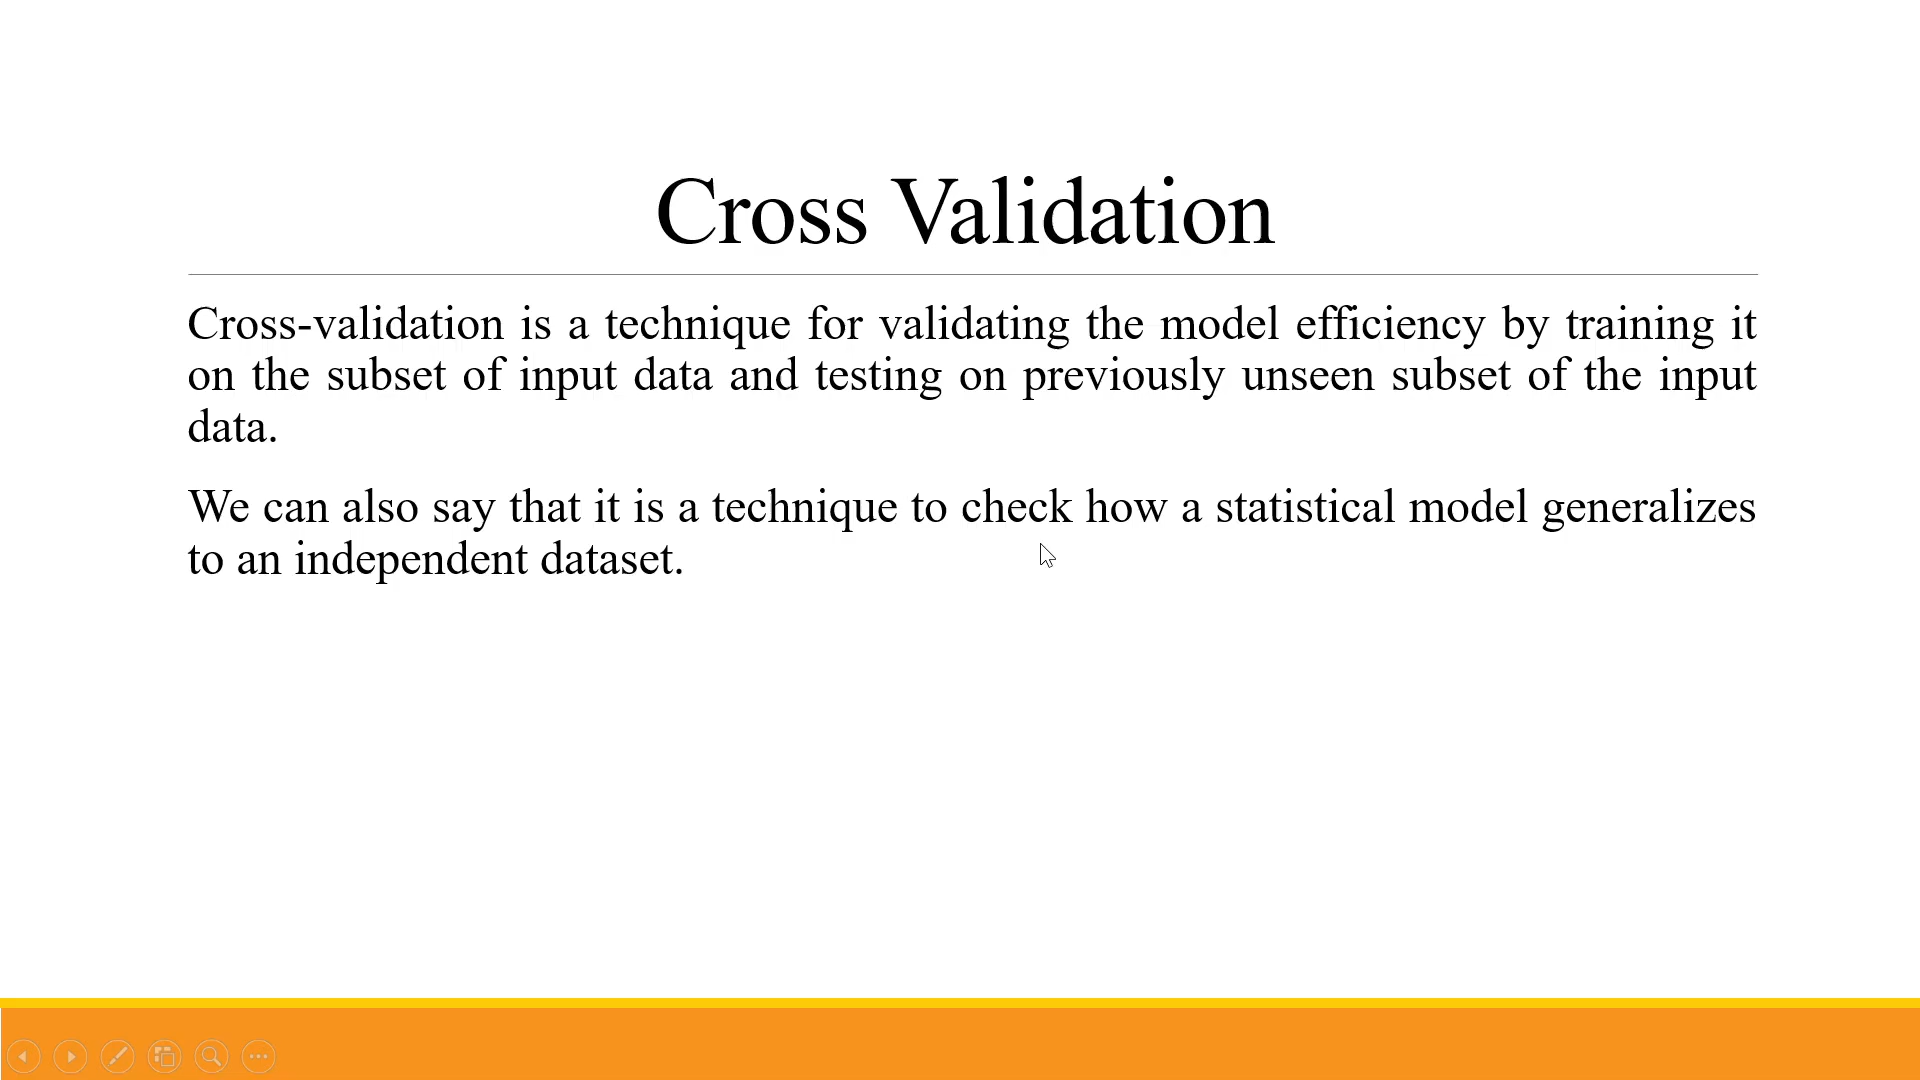 Cross Validation
Cross-validation is a technique for validating the model efficiency by training it
on the subset of input data and testing on previously unseen subset of the input
data.
We can also say that it is a technique to check how a statistical model generalizes
to an independent dataset.